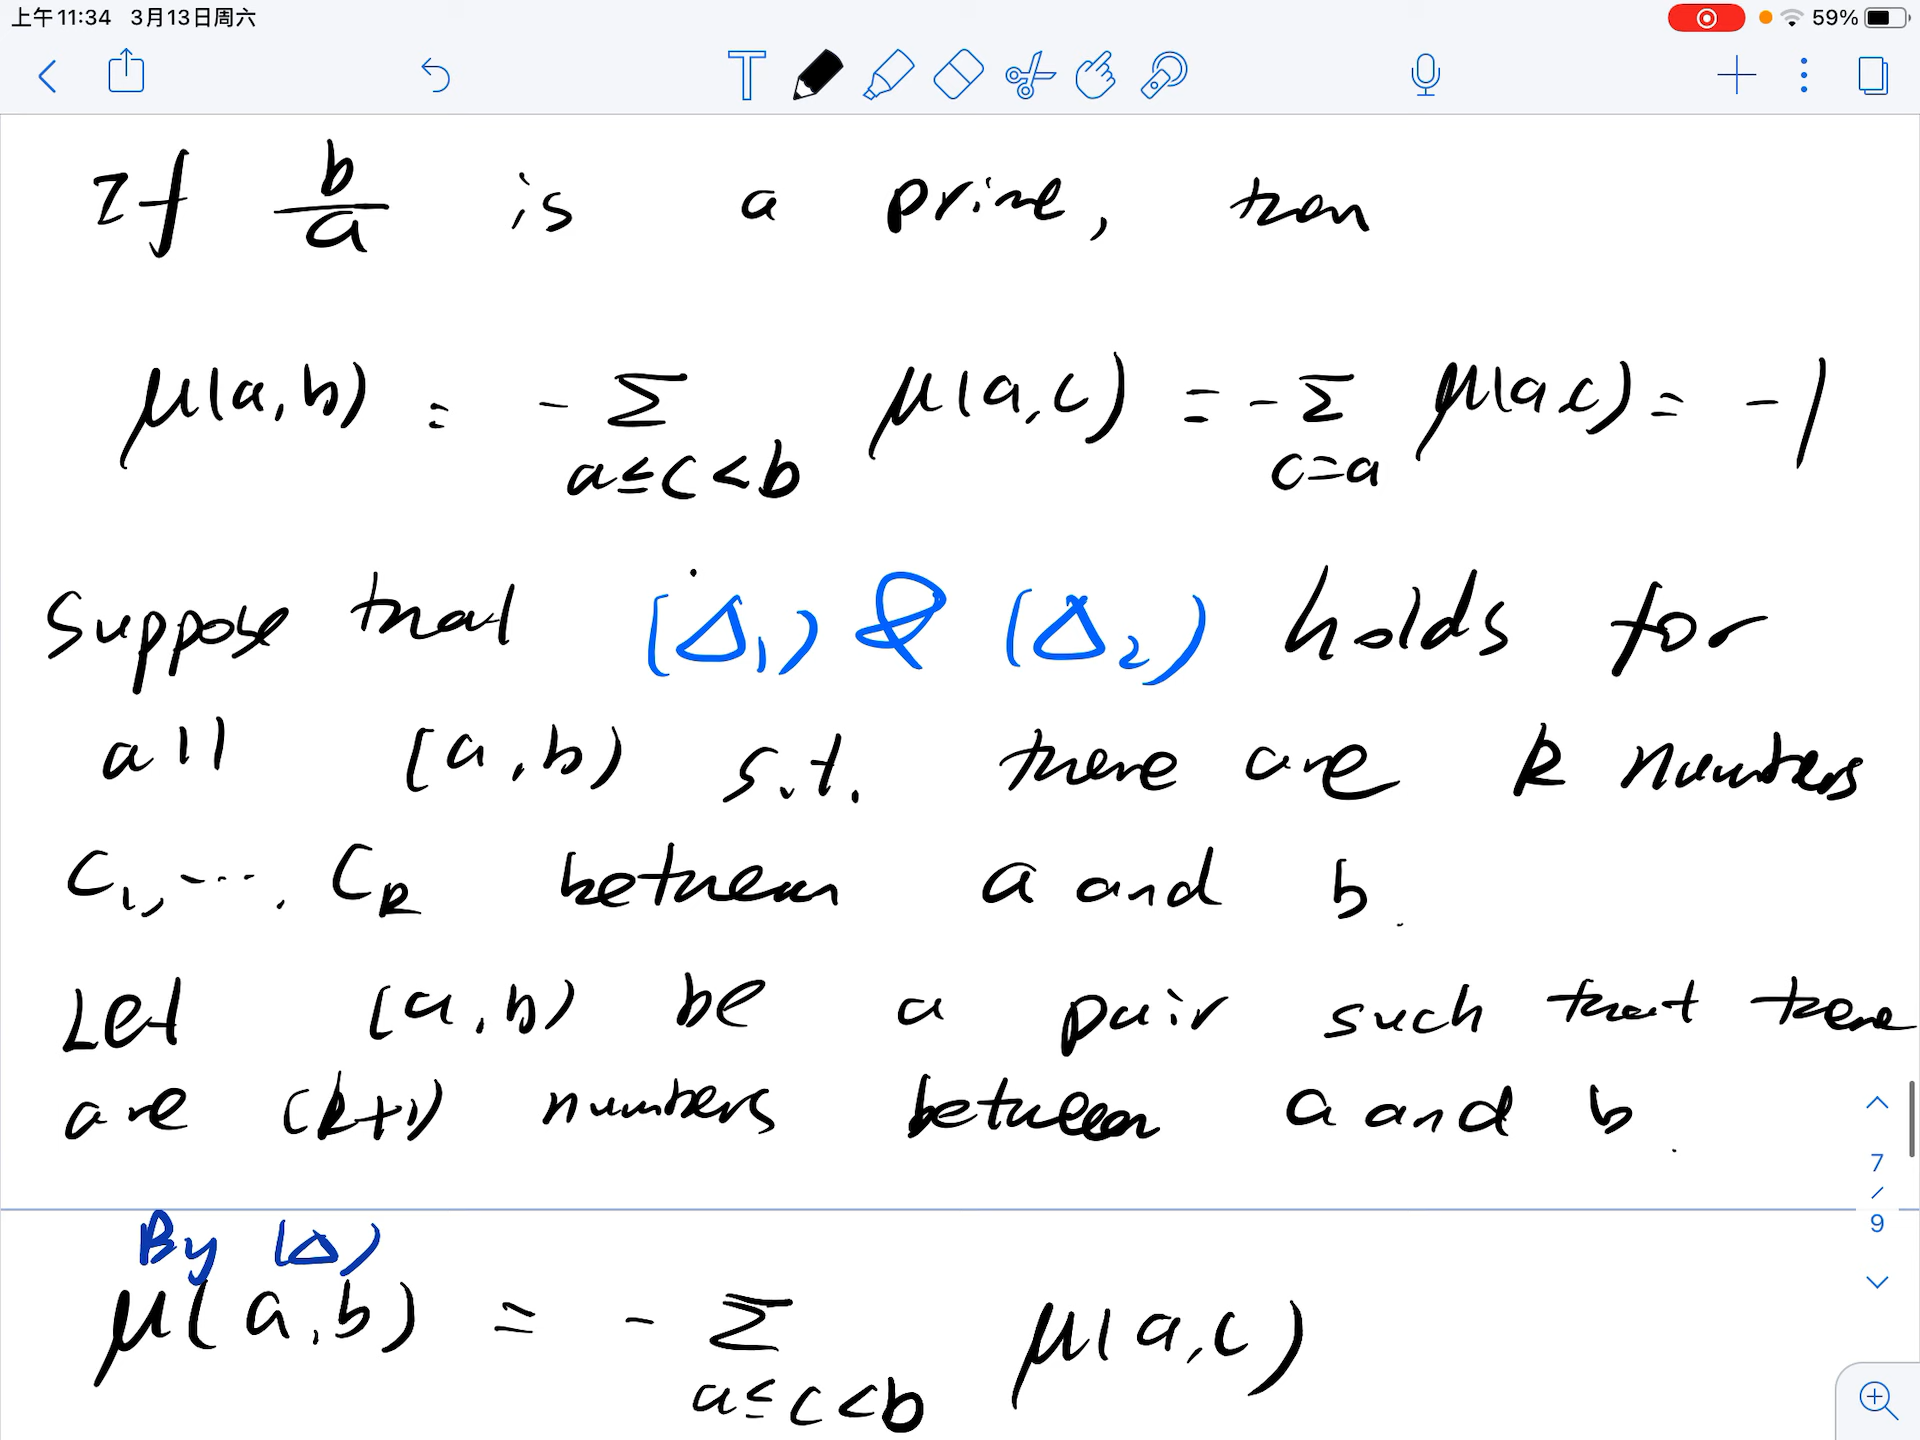 上午11:34 3月13日周六 59%
T
If b/a is a prime, then
μ(a,b) = - Σ_{a≤c<b} μ(a,c) = - Σ_{c=a} μ(a,c) = -1
Suppose that (Δ₁) & (Δ₂) holds for
all (a,b) s.t. there are k numbers
C₁, ..., Cₖ between a and b.
Let (a,b) be a pair such that there
are (k+1) numbers between a and b.
7
/
9
By (Δ)
μ(a,b) = - Σ_{a≤c<b} μ(a,c)